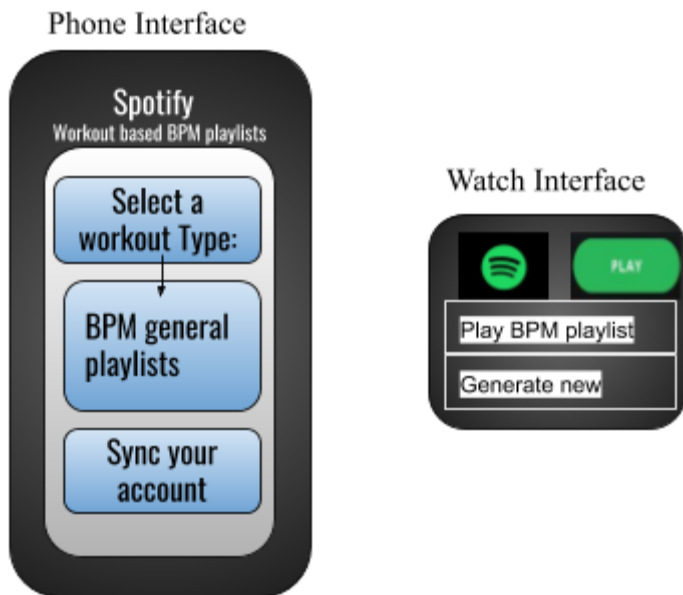 Phone Interface
Spotify
Workout based BPM playlists
Select a
workout Type:
BPM general
playlists
Sync your
account
Watch Interface
PLAY
Play BPM playlist
Generate new